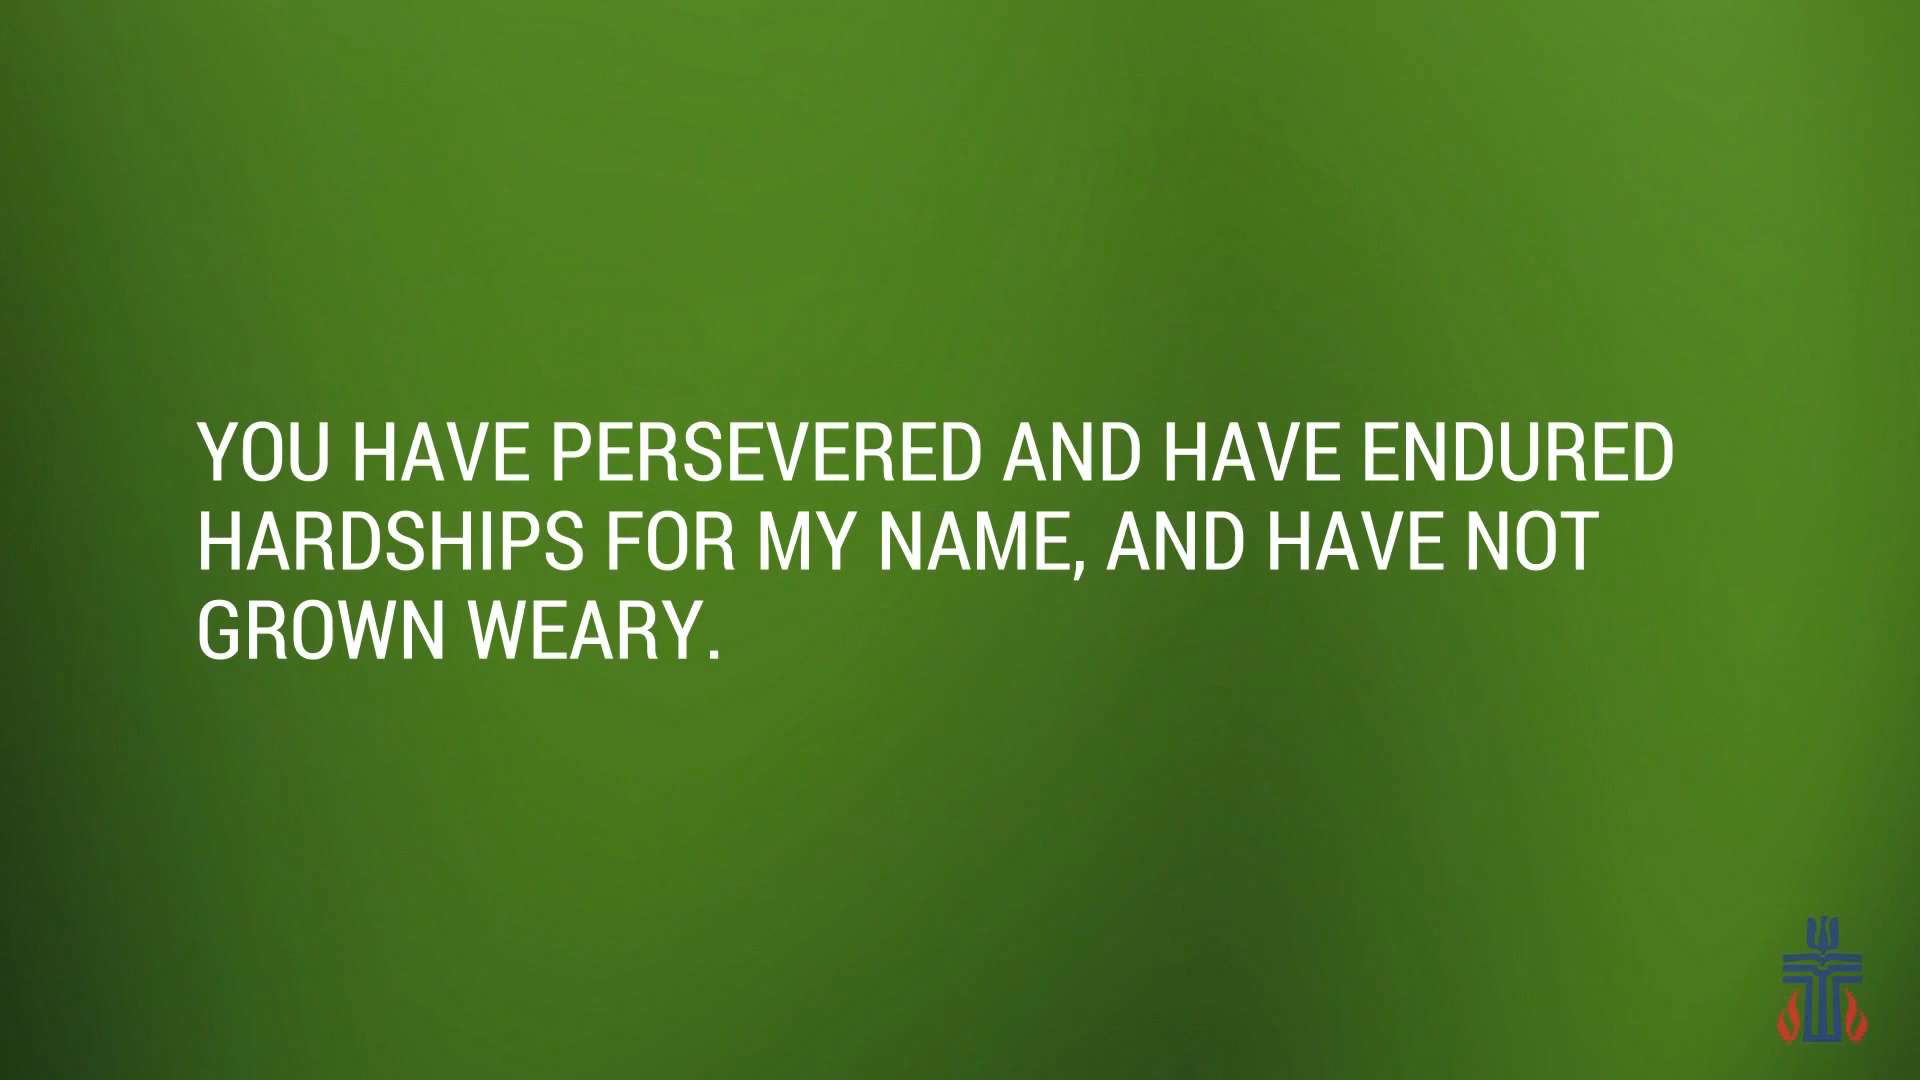 YOU HAVE PERSEVERED AND HAVE ENDURED
HARDSHIPS FOR MY NAME, AND HAVE NOT
GROWN WEARY.